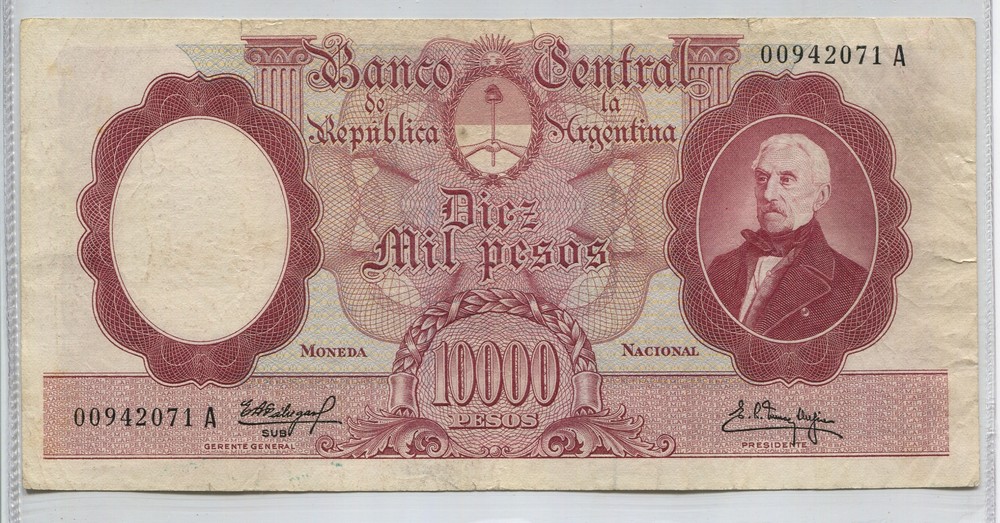 Banco Central
de la
República Argentina
00942071 A
Diez
Mil pesos
MONEDA NACIONAL
10000
PESOS
00942071 A
SUB
GERENTE GENERAL
PRESIDENTE